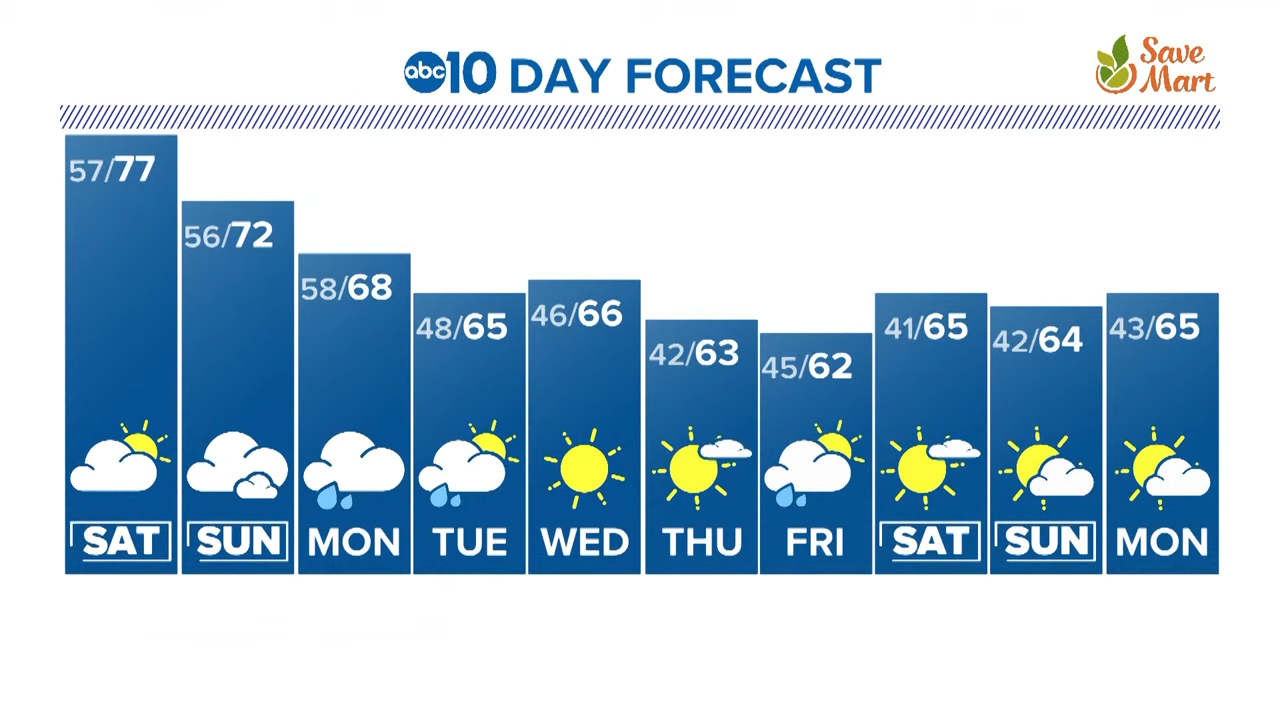 abc10 DAY FORECAST
Save
Mart
57/77
56/72
58/68
48/65
46/66
42/63
45/62
41/65
42/64
43/65
SAT
SUN
MON
TUE
WED
THU
FRI
SAT
SUN
MON